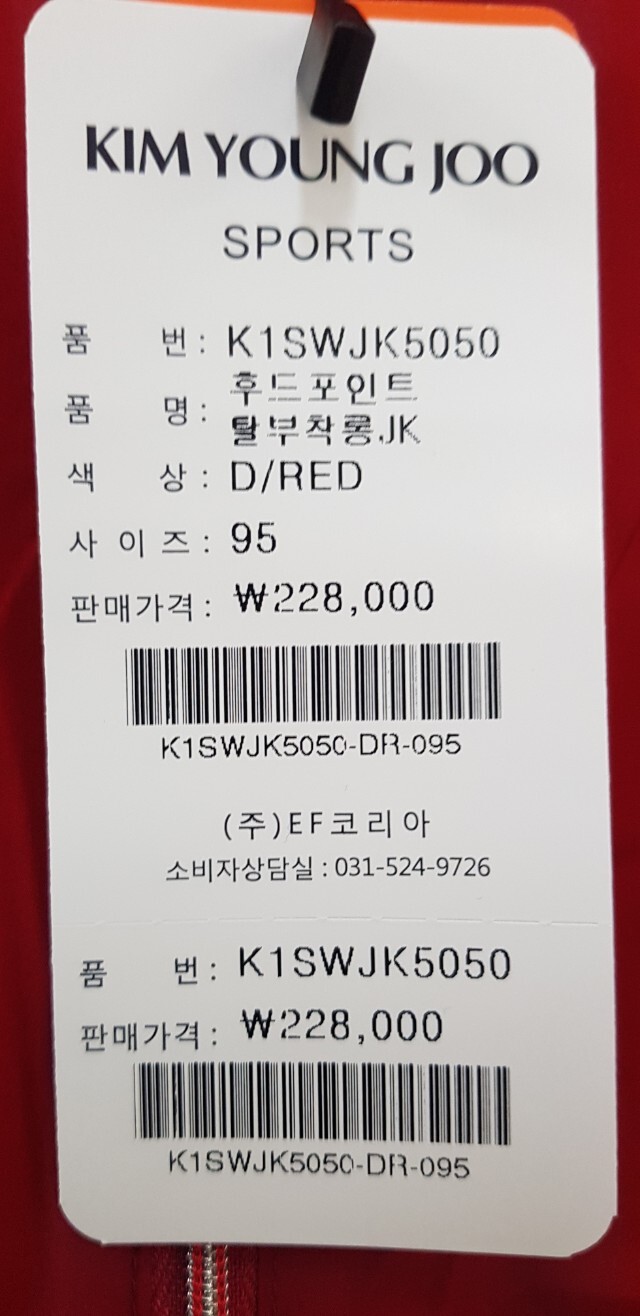 KIM YOUNG JOO
SPORTS
품 번 : K1SWJK5050
품 명 : 후드포인트
탈부착롱.JK
색 상 : D/RED
사 이 즈 : 95
판매가격 : ₩228,000
K1SWJK5050-DR-095
(주)EF코리아
소비자상담실 : 031-524-9726
품 번 : K1SWJK5050
판매가격 : ₩228,000
K1SWJK5050-DR-095